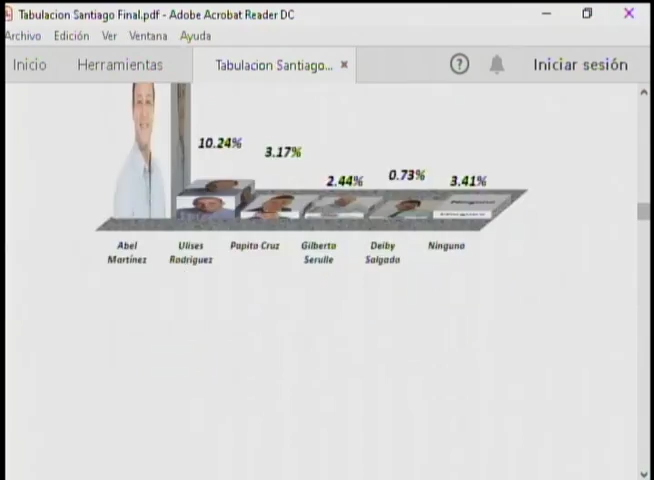 Tabulacion Santiago Final.pdf - Adobe Acrobat Reader DC
Archivo Edición Ver Ventana Ayuda
Inicio Herramientas Tabulacion Santiago... × ? Iniciar sesión
10.24% 3.17% 2.44% 0.73% 3.41%
Abel Martínez
Ulises Rodriguez
Papito Cruz
Gilberto Serulle
Deiby Salgado
Ninguno